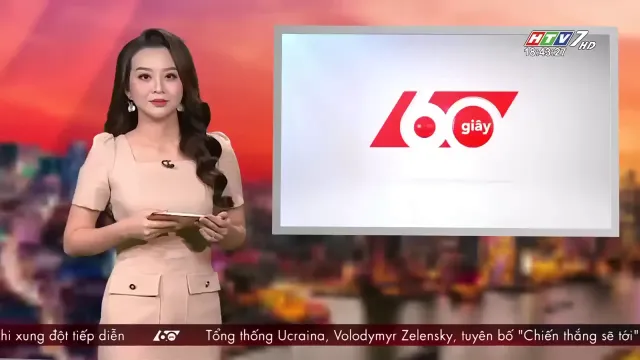 HTV7 HD
18:43:27
60 giây
hi xung đột tiếp diễn 60 Tổng thống Ucraina, Volodymyr Zelensky, tuyên bố "Chiến thắng sẽ tới"